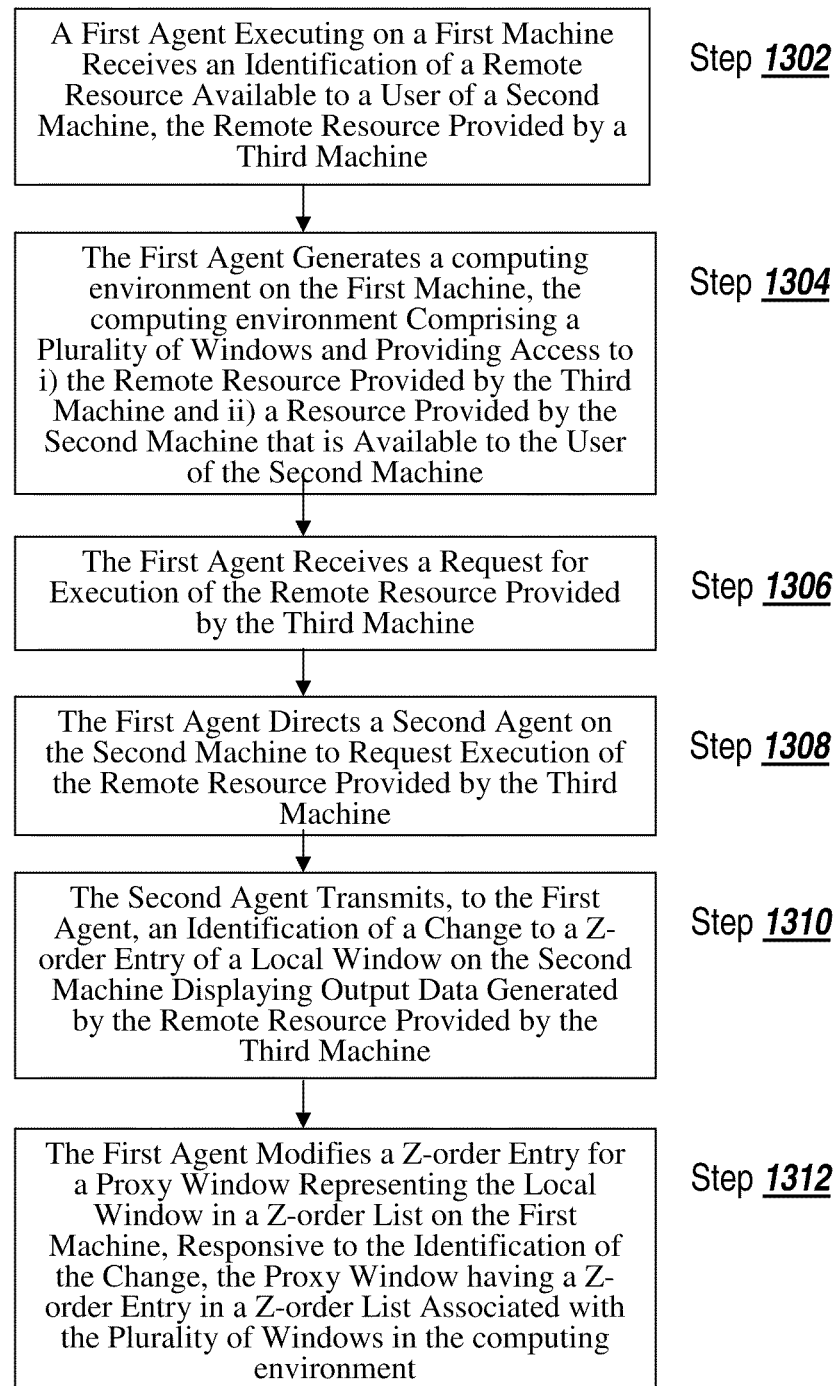 A First Agent Executing on a First Machine
Receives an Identification of a Remote
Resource Available to a User of a Second
Machine, the Remote Resource Provided by a
Third Machine
Step 1302
The First Agent Generates a computing
environment on the First Machine, the
computing environment Comprising a
Plurality of Windows and Providing Access to
i) the Remote Resource Provided by the Third
Machine and ii) a Resource Provided by the
Second Machine that is Available to the User
of the Second Machine
Step 1304
The First Agent Receives a Request for
Execution of the Remote Resource Provided
by the Third Machine
Step 1306
The First Agent Directs a Second Agent on
the Second Machine to Request Execution of
the Remote Resource Provided by the Third
Machine
Step 1308
The Second Agent Transmits, to the First
Agent, an Identification of a Change to a Z-
order Entry of a Local Window on the Second
Machine Displaying Output Data Generated
by the Remote Resource Provided by the
Third Machine
Step 1310
The First Agent Modifies a Z-order Entry for
a Proxy Window Representing the Local
Window in a Z-order List on the First
Machine, Responsive to the Identification of
the Change, the Proxy Window having a Z-
order Entry in a Z-order List Associated with
the Plurality of Windows in the computing
environment
Step 1312